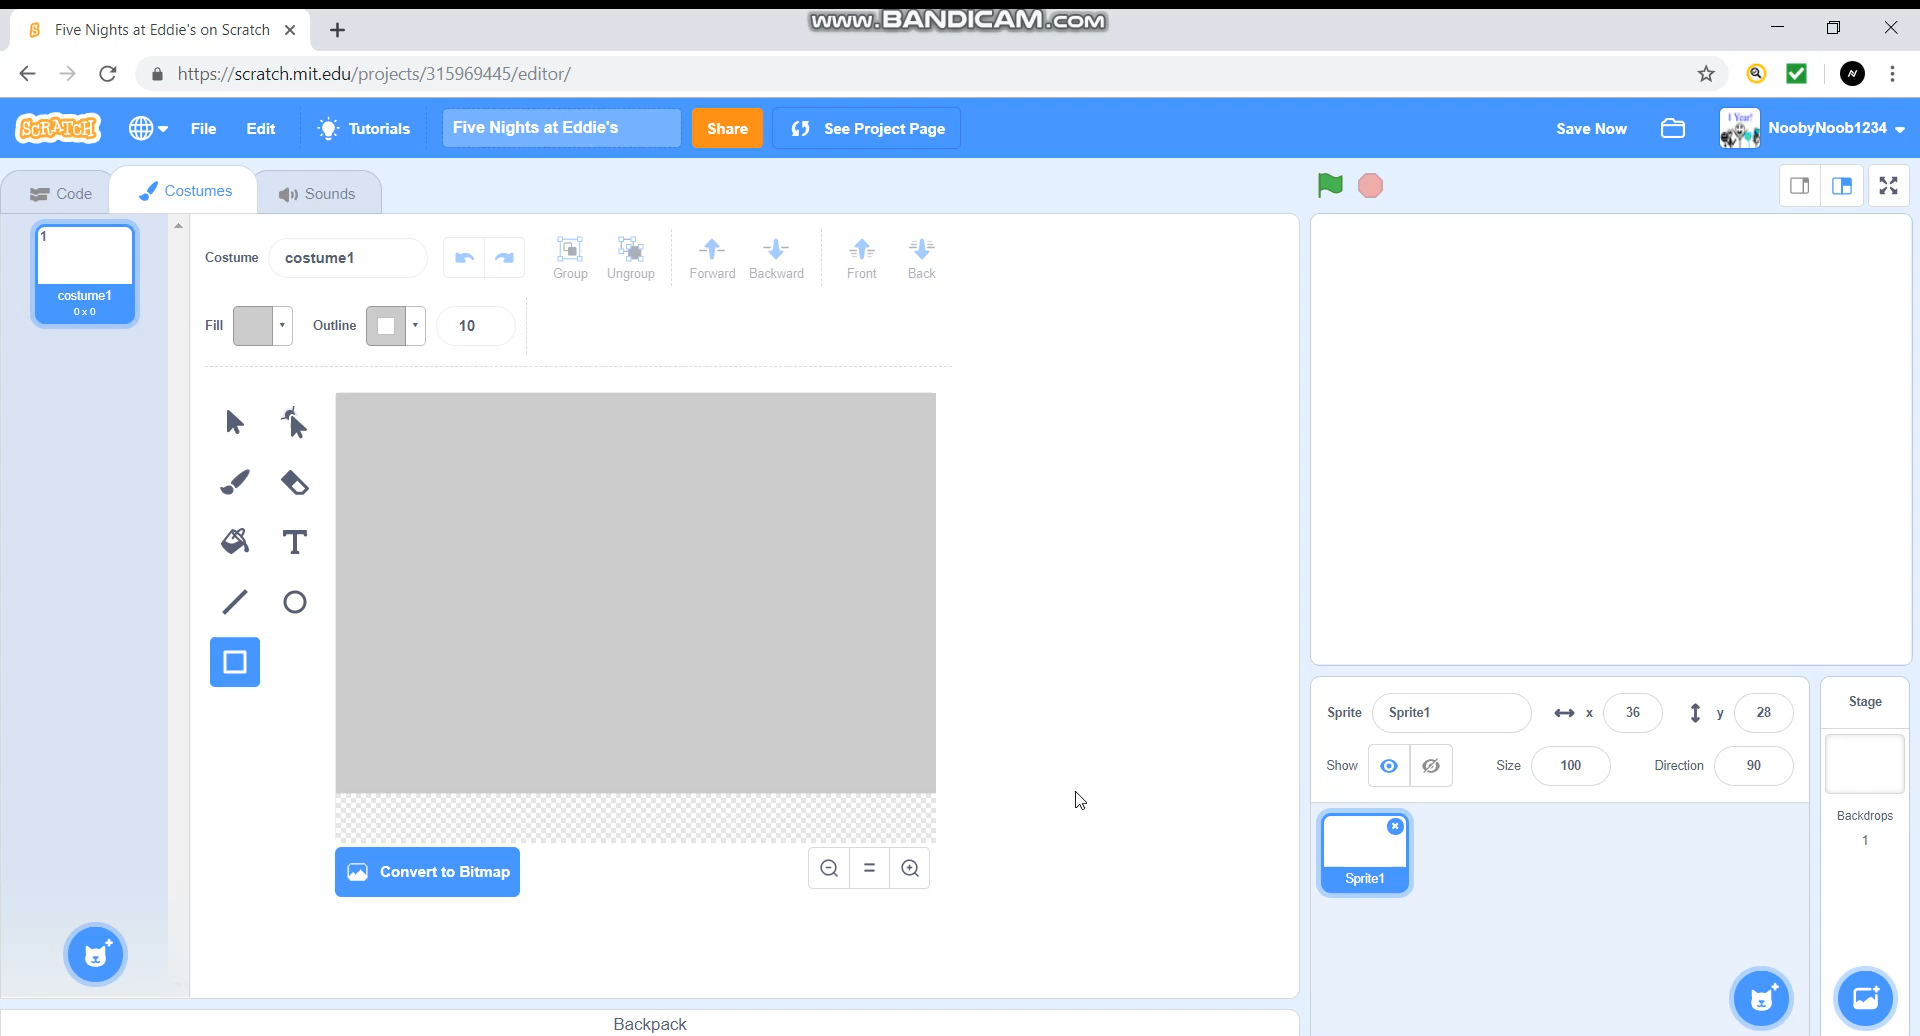 www.BANDICAM.com
Five Nights at Eddie's on Scratch
https://scratch.mit.edu/projects/315969445/editor/
SCRATCH File Edit Tutorials Five Nights at Eddie's Share See Project Page Save Now 1 Year! NoobyNoob1234
Code Costumes Sounds
1
costume1
0 x 0
Costume costume1 Group Ungroup Forward Backward Front Back
Fill Outline 10
T
Convert to Bitmap =
Sprite Sprite1 x 36 y 28
Show Size 100 Direction 90
Sprite1
Stage
Backdrops
1
Backpack